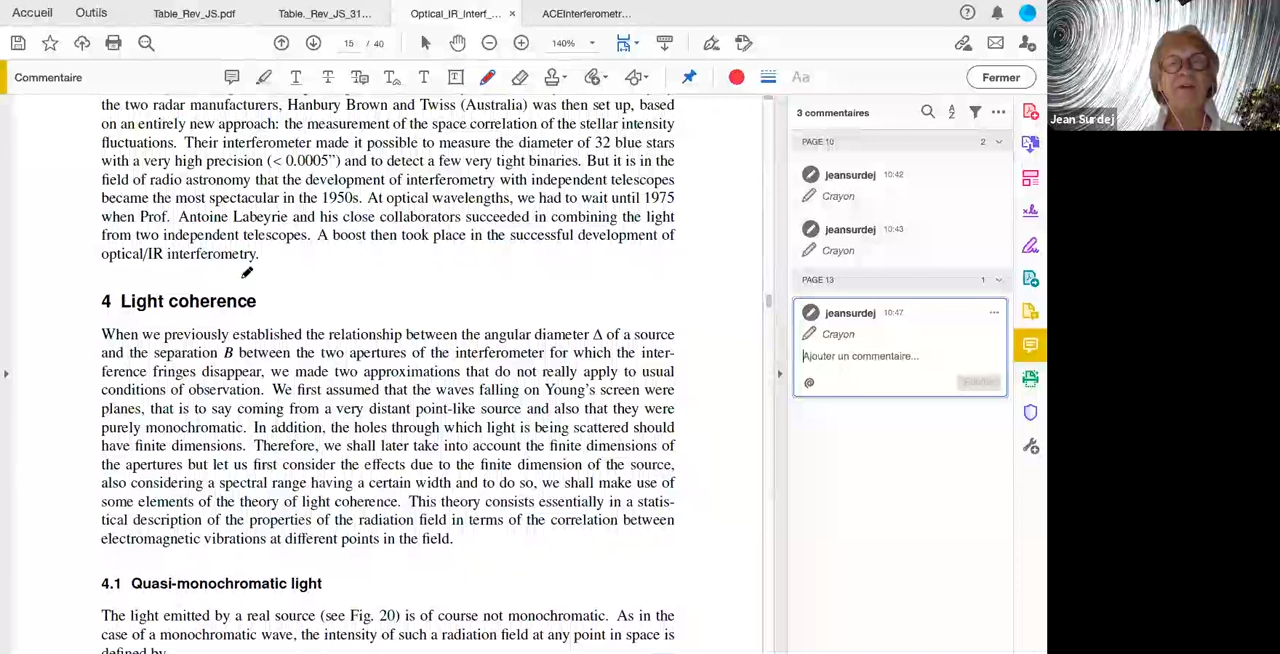 Accueil Outils Table_Rev_JS.pdf Table._Rev_JS_31... Optical_IR_Interf_... × ACEInterferometr...
15 / 40 140%
Commentaire Aa Fermer
the two radar manufacturers, Hanbury Brown and Twiss (Australia) was then set up, based
on an entirely new approach: the measurement of the space correlation of the stellar intensity
fluctuations. Their interferometer made it possible to measure the diameter of 32 blue stars
with a very high precision (< 0.0005”) and to detect a few very tight binaries. But it is in the
field of radio astronomy that the development of interferometry with independent telescopes
became the most spectacular in the 1950s. At optical wavelengths, we had to wait until 1975
when Prof. Antoine Labeyrie and his close collaborators succeeded in combining the light
from two independent telescopes. A boost then took place in the successful development of
optical/IR interferometry.
4 Light coherence
When we previously established the relationship between the angular diameter Δ of a source
and the separation B between the two apertures of the interferometer for which the inter-
ference fringes disappear, we made two approximations that do not really apply to usual
conditions of observation. We first assumed that the waves falling on Young's screen were
planes, that is to say coming from a very distant point-like source and also that they were
purely monochromatic. In addition, the holes through which light is being scattered should
have finite dimensions. Therefore, we shall later take into account the finite dimensions of
the apertures but let us first consider the effects due to the finite dimension of the source,
also considering a spectral range having a certain width and to do so, we shall make use of
some elements of the theory of light coherence. This theory consists essentially in a statis-
tical description of the properties of the radiation field in terms of the correlation between
electromagnetic vibrations at different points in the field.
4.1 Quasi-monochromatic light
The light emitted by a real source (see Fig. 20) is of course not monochromatic. As in the
case of a monochromatic wave, the intensity of such a radiation field at any point in space is
defined by
3 commentaires
PAGE 10 2
jeansurdej 10:42
Crayon
jeansurdej 10:43
Crayon
PAGE 13 1
jeansurdej 10:47
Crayon
Ajouter un commentaire...
Publier
Jean Surdej